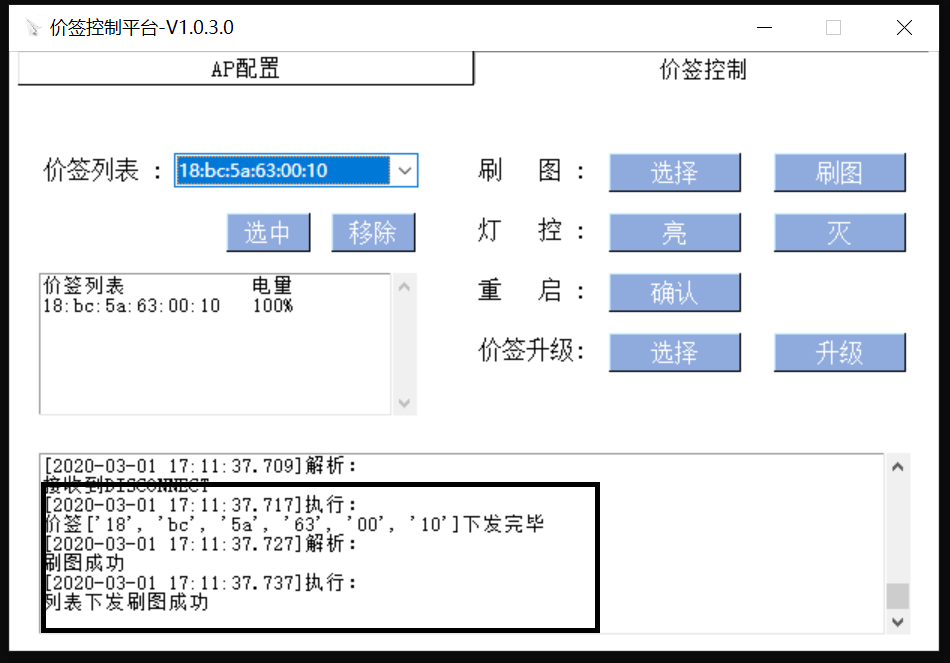 价签控制平台-V1.0.3.0
AP配置
价签控制
价签列表 : 18:bc:5a:63:00:10
选中 移除
价签列表 电量
18:bc:5a:63:00:10 100%
刷 图 : 选择 刷图
灯 控 : 亮 灭
重 启 : 确认
价签升级: 选择 升级
[2020-03-01 17:11:37.709]解析:
接收到DISCONNECT
[2020-03-01 17:11:37.717]执行:
价签['18', 'bc', '5a', '63', '00', '10']下发完毕
[2020-03-01 17:11:37.727]解析:
刷图成功
[2020-03-01 17:11:37.737]执行:
列表下发刷图成功